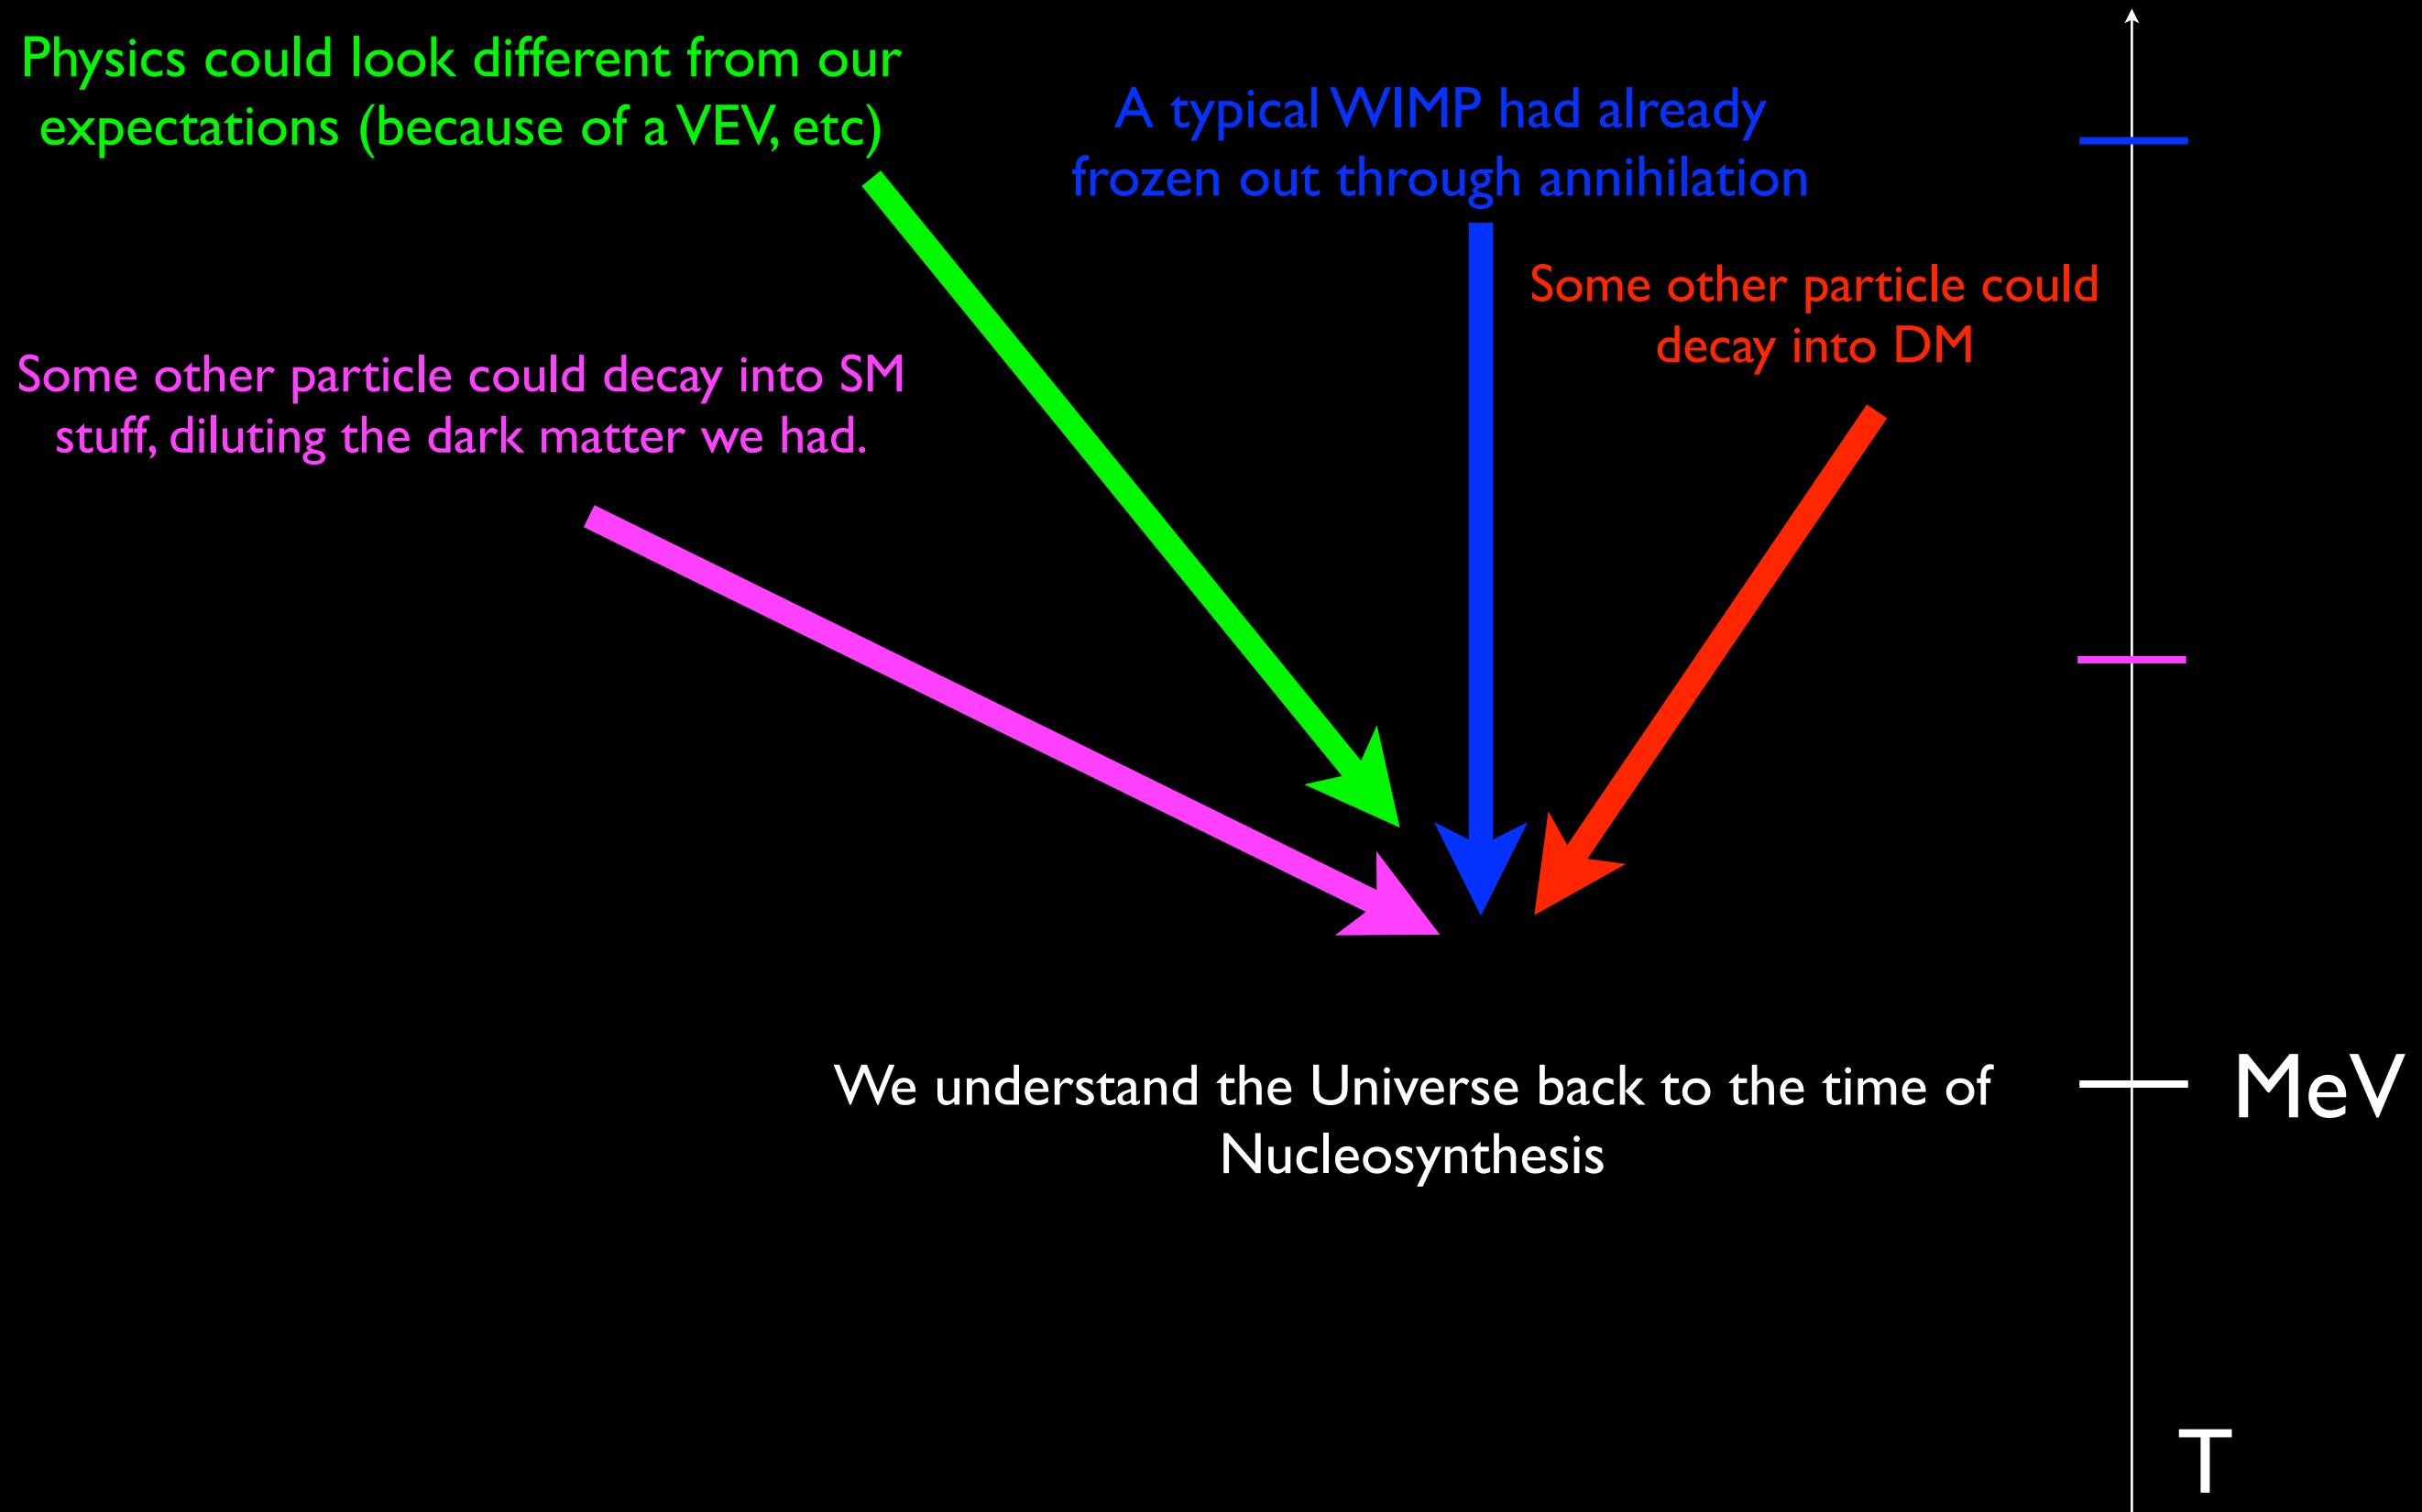 Physics could look different from our
expectations (because of a VEV, etc)
A typical WIMP had already
frozen out through annihilation
Some other particle could
decay into DM
Some other particle could decay into SM
stuff, diluting the dark matter we had.
We understand the Universe back to the time of
Nucleosynthesis
MeV
T